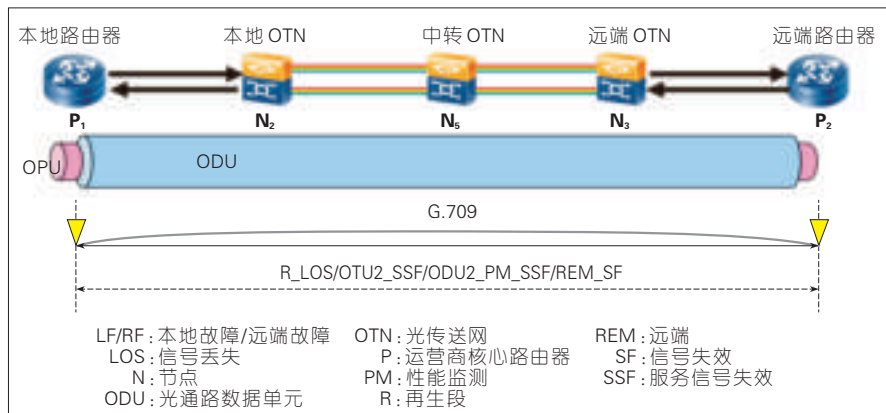 本地路由器 本地 OTN 中转 OTN 远端 OTN 远端路由器
P₁ N₂ N₅ N₃ P₂
OPU ODU
G.709
R_LOS/OTU2_SSF/ODU2_PM_SSF/REM_SF
LF/RF:本地故障/远端故障 OTN:光传送网 REM:远端
LOS:信号丢失 P:运营商核心路由器 SF:信号失效
N:节点 PM:性能监测 SSF:服务信号失效
ODU:光通路数据单元 R:再生段